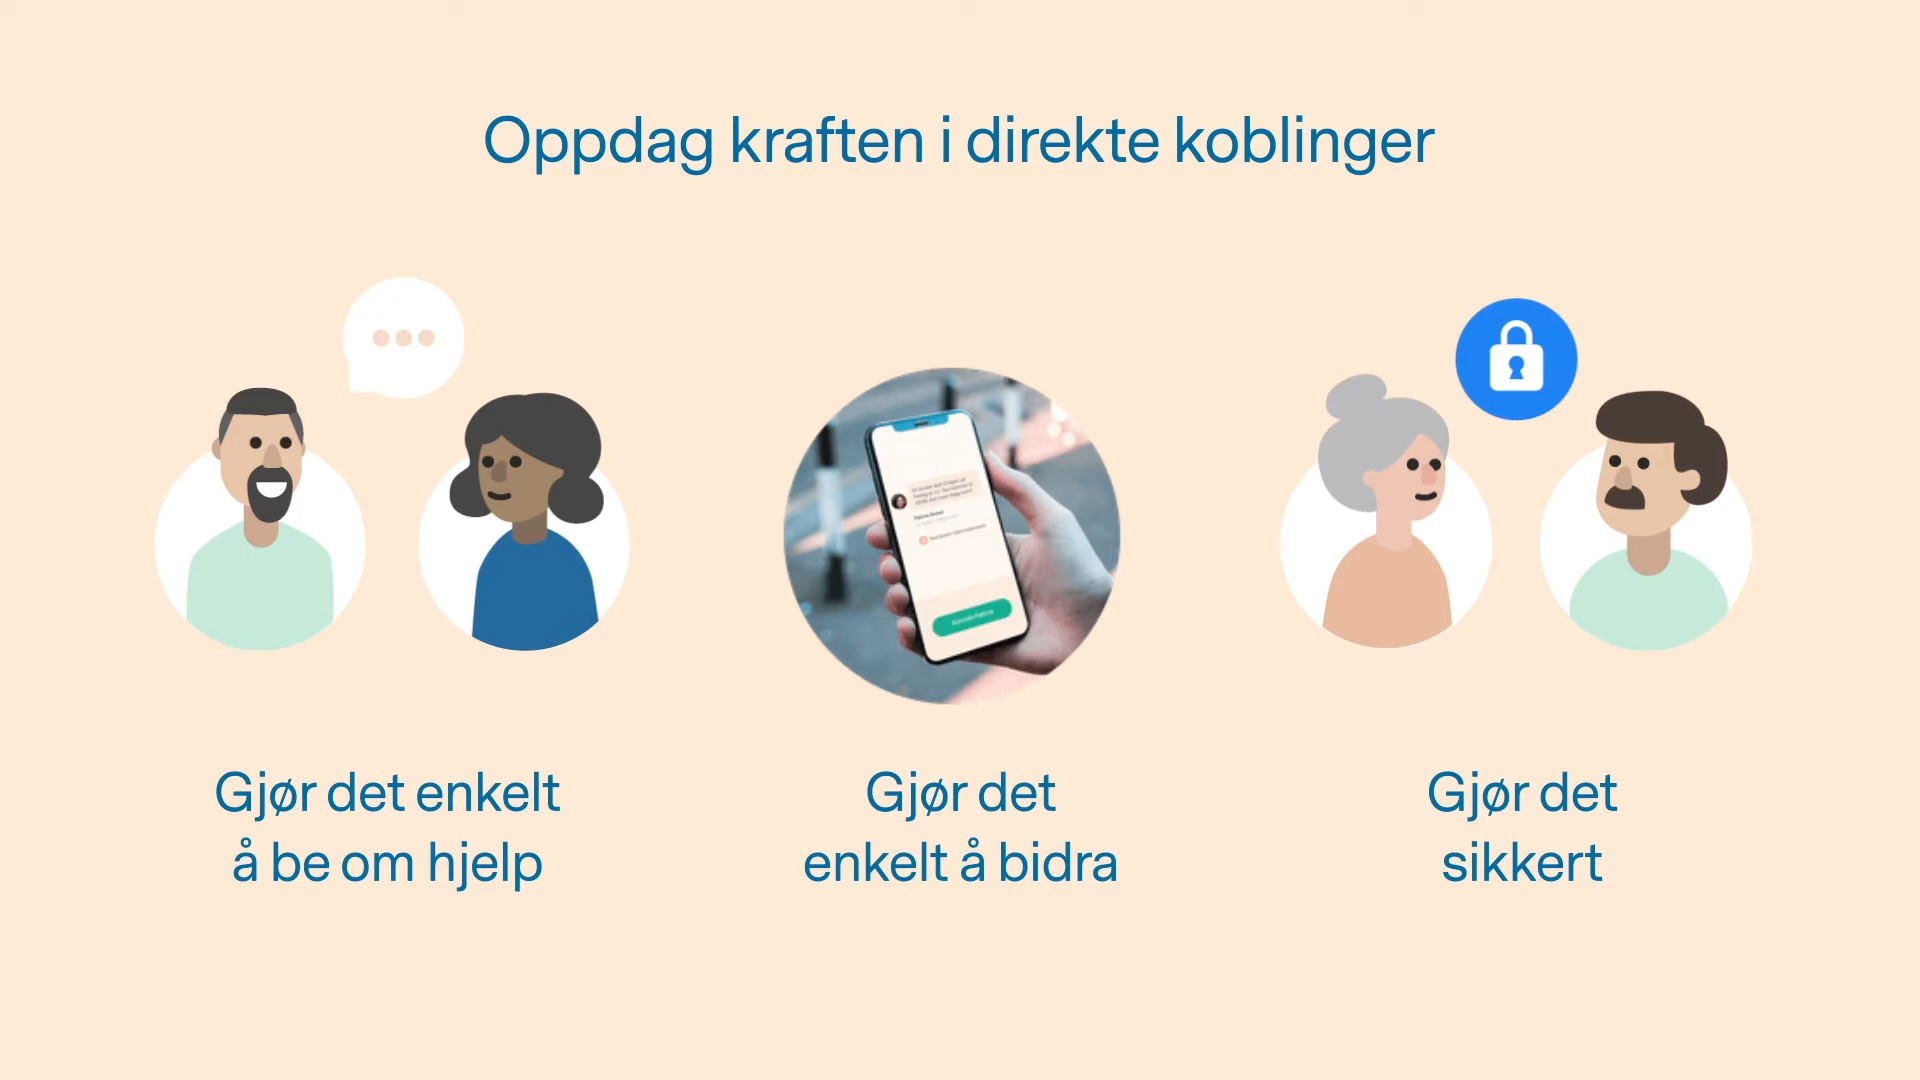 Oppdag kraften i direkte koblinger
Gjør det enkelt
å be om hjelp
Gjør det
enkelt å bidra
Gjør det
sikkert